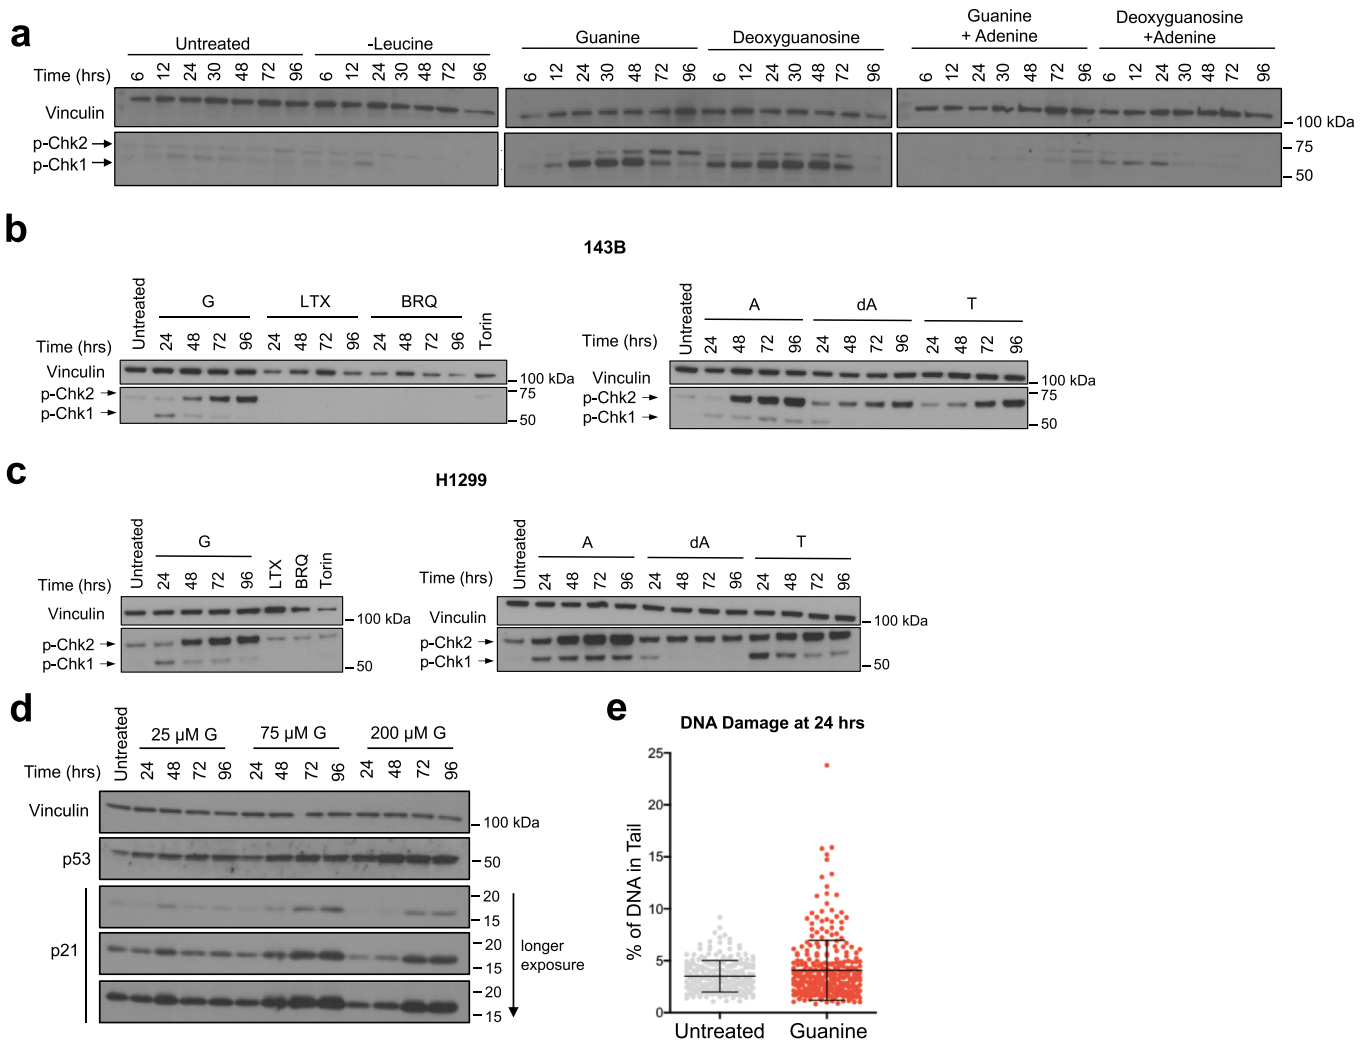 a
Untreated -Leucine Guanine Deoxyguanosine Guanine + Adenine Deoxyguanosine +Adenine
Time (hrs) 6 12 24 30 48 72 96 6 12 24 30 48 72 96 6 12 24 30 48 72 96 6 12 24 30 48 72 96 6 12 24 30 48 72 96 6 12 24 30 48 72 96
Vinculin
100 kDa
p-Chk2
75
p-Chk1
50
b
143B
Untreated G LTX BRQ Torin
Time (hrs) 24 48 72 96 24 48 72 96 24 48 72 96
Vinculin
100 kDa
p-Chk2
75
p-Chk1
50
Untreated A dA T
Time (hrs) 24 48 72 96 24 48 72 96 24 48 72 96
Vinculin
100 kDa
p-Chk2
75
p-Chk1
50
c
H1299
Untreated G LTX BRQ Torin
Time (hrs) 24 48 72 96
Vinculin
100 kDa
p-Chk2
p-Chk1
50
Untreated A dA T
Time (hrs) 24 48 72 96 24 48 72 96 24 48 72 96
Vinculin
100 kDa
p-Chk2
p-Chk1
50
d
Untreated 25 µM G 75 µM G 200 µM G
Time (hrs) 24 48 72 96 24 48 72 96 24 48 72 96
Vinculin
100 kDa
p53
50
p21
20
15
20
15
20
15
longer
exposure
e
DNA Damage at 24 hrs
% of DNA in Tail
25
20
15
10
5
0
Untreated Guanine